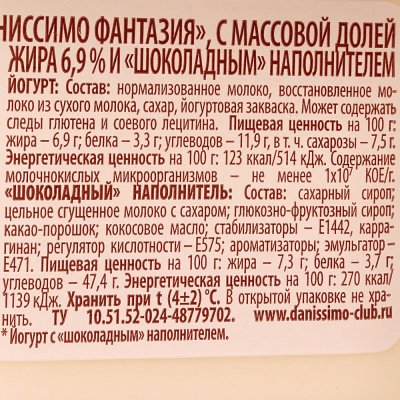 НИССИМО ФАНТАЗИЯ», С МАССОВОЙ ДОЛЕЙ
ЖИРА 6,9 % И «ШОКОЛАДНЫМ» НАПОЛНИТЕЛЕМ
ЙОГУРТ: Состав: нормализованное молоко, восстановленное мо-
локо из сухого молока, сахар, йогуртовая закваска. Может содержать
следы глютена и соевого лецитина. Пищевая ценность на 100 г:
жира – 6,9 г; белка – 3,3 г; углеводов – 11,9 г, в т. ч. сахарозы – 7,5 г.
Энергетическая ценность на 100 г: 123 ккал/514 кДж. Содержание
молочнокислых микроорганизмов – не менее 1х10⁷ КОЕ/г.
«ШОКОЛАДНЫЙ» НАПОЛНИТЕЛЬ: Состав: сахарный сироп;
цельное сгущенное молоко с сахаром; глюкозно-фруктозный сироп;
какао-порошок; кокосовое масло; стабилизаторы – Е1442, карра-
гинан; регулятор кислотности – Е575; ароматизаторы; эмульгатор –
Е471. Пищевая ценность на 100 г: жира – 7,3 г; белка – 3,7 г;
углеводов – 47,4 г. Энергетическая ценность на 100 г: 270 ккал/
1139 кДж. Хранить при t (4±2) °С. В открытой упаковке не хра-
нить. ТУ 10.51.52-024-48779702. www.danissimo-club.ru
* Йогурт с «шоколадным» наполнителем.